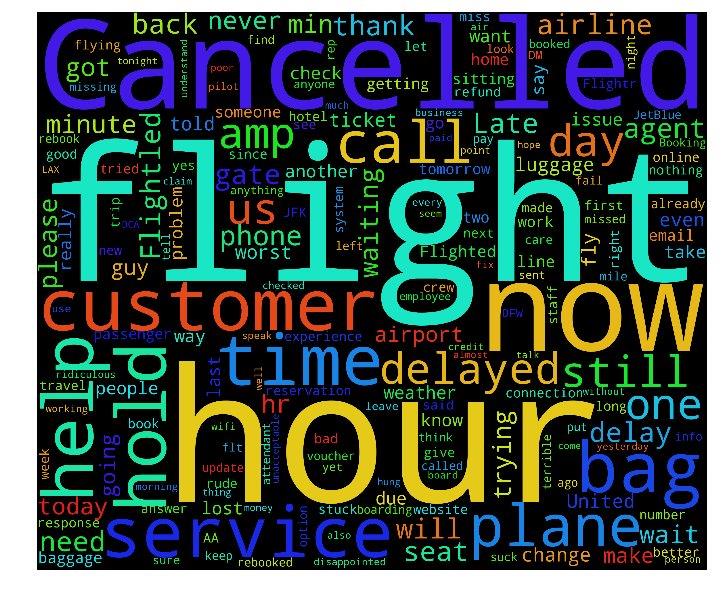 back never min thank miss air want airline
flying find rep let look booked night
got tonight understand check home DM
missing poor pilot anyone getting sitting refund say Flightr
Cancelled
minute told someone much hotel ticket business Late issue JetBlue
rebook amp see call go paid pay day agent Booking
good since point hope online
LAX tried yes gate another tomorrow luggage fail nothing
flight
please really trip DCA Flightled tell claim problem anything us JFK system waiting every seem two made first already
new phone left next work missed right even
guy worst Flighted care fly email
line fix mile take
checked crew sent
customer employee now staff
use DFW
passenger way speak experience airport credit
help hold time delayed almost talk still
ridiculous last well reservation weather connection without
travel people hr leave said long one
working hour
book wifi know put delay info
going flt attendant unacceptable bad think trying terrible come yesterday
week update voucher give bag
morning rude yet called board ago
thing hung due United
today answer lost money stuck boarding website number
response service option will plane
need AA also wait
baggage sure keep rebooked disappointed seat suck change make better person